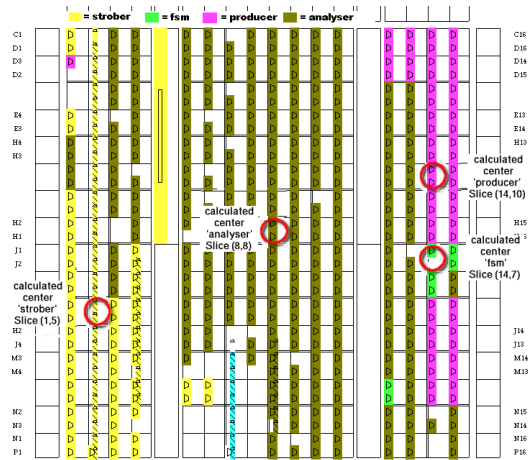 = strober = fsm = producer = analyser
C1 C16
D1 D16
D3 D14
D2 D15
E4 E13
E3 E14
H4 H13
H3
calculated
center
'producer'
Slice (14,10)
calculated
center
'analyser'
Slice (8,8)
H2 H15
H1
calculated
center
'fsm'
Slice (14,7)
J1
J2
calculated
center
'strober'
Slice (1,5)
H2 J14
J4 J13
M3 M15
M4 M13
N2 N15
N3 N14
N1 N16
P1 P16